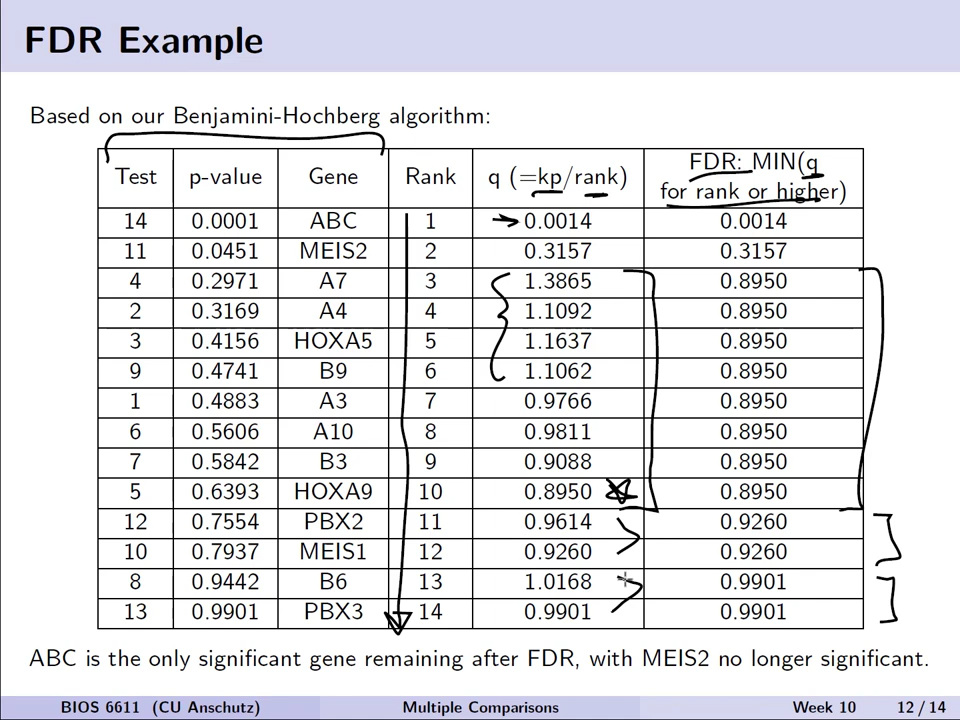 FDR Example
Based on our Benjamini-Hochberg algorithm:
Test p-value Gene Rank q (=kp/rank) FDR: MIN(q for rank or higher)
14 0.0001 ABC 1 0.0014 0.0014
11 0.0451 MEIS2 2 0.3157 0.3157
4 0.2971 A7 3 1.3865 0.8950
2 0.3169 A4 4 1.1092 0.8950
3 0.4156 HOXA5 5 1.1637 0.8950
9 0.4741 B9 6 1.1062 0.8950
1 0.4883 A3 7 0.9766 0.8950
6 0.5606 A10 8 0.9811 0.8950
7 0.5842 B3 9 0.9088 0.8950
5 0.6393 HOXA9 10 0.8950 0.8950
12 0.7554 PBX2 11 0.9614 0.9260
10 0.7937 MEIS1 12 0.9260 0.9260
8 0.9442 B6 13 1.0168 0.9901
13 0.9901 PBX3 14 0.9901 0.9901
ABC is the only significant gene remaining after FDR, with MEIS2 no longer significant.
BIOS 6611 (CU Anschutz) Multiple Comparisons Week 10 12 / 14